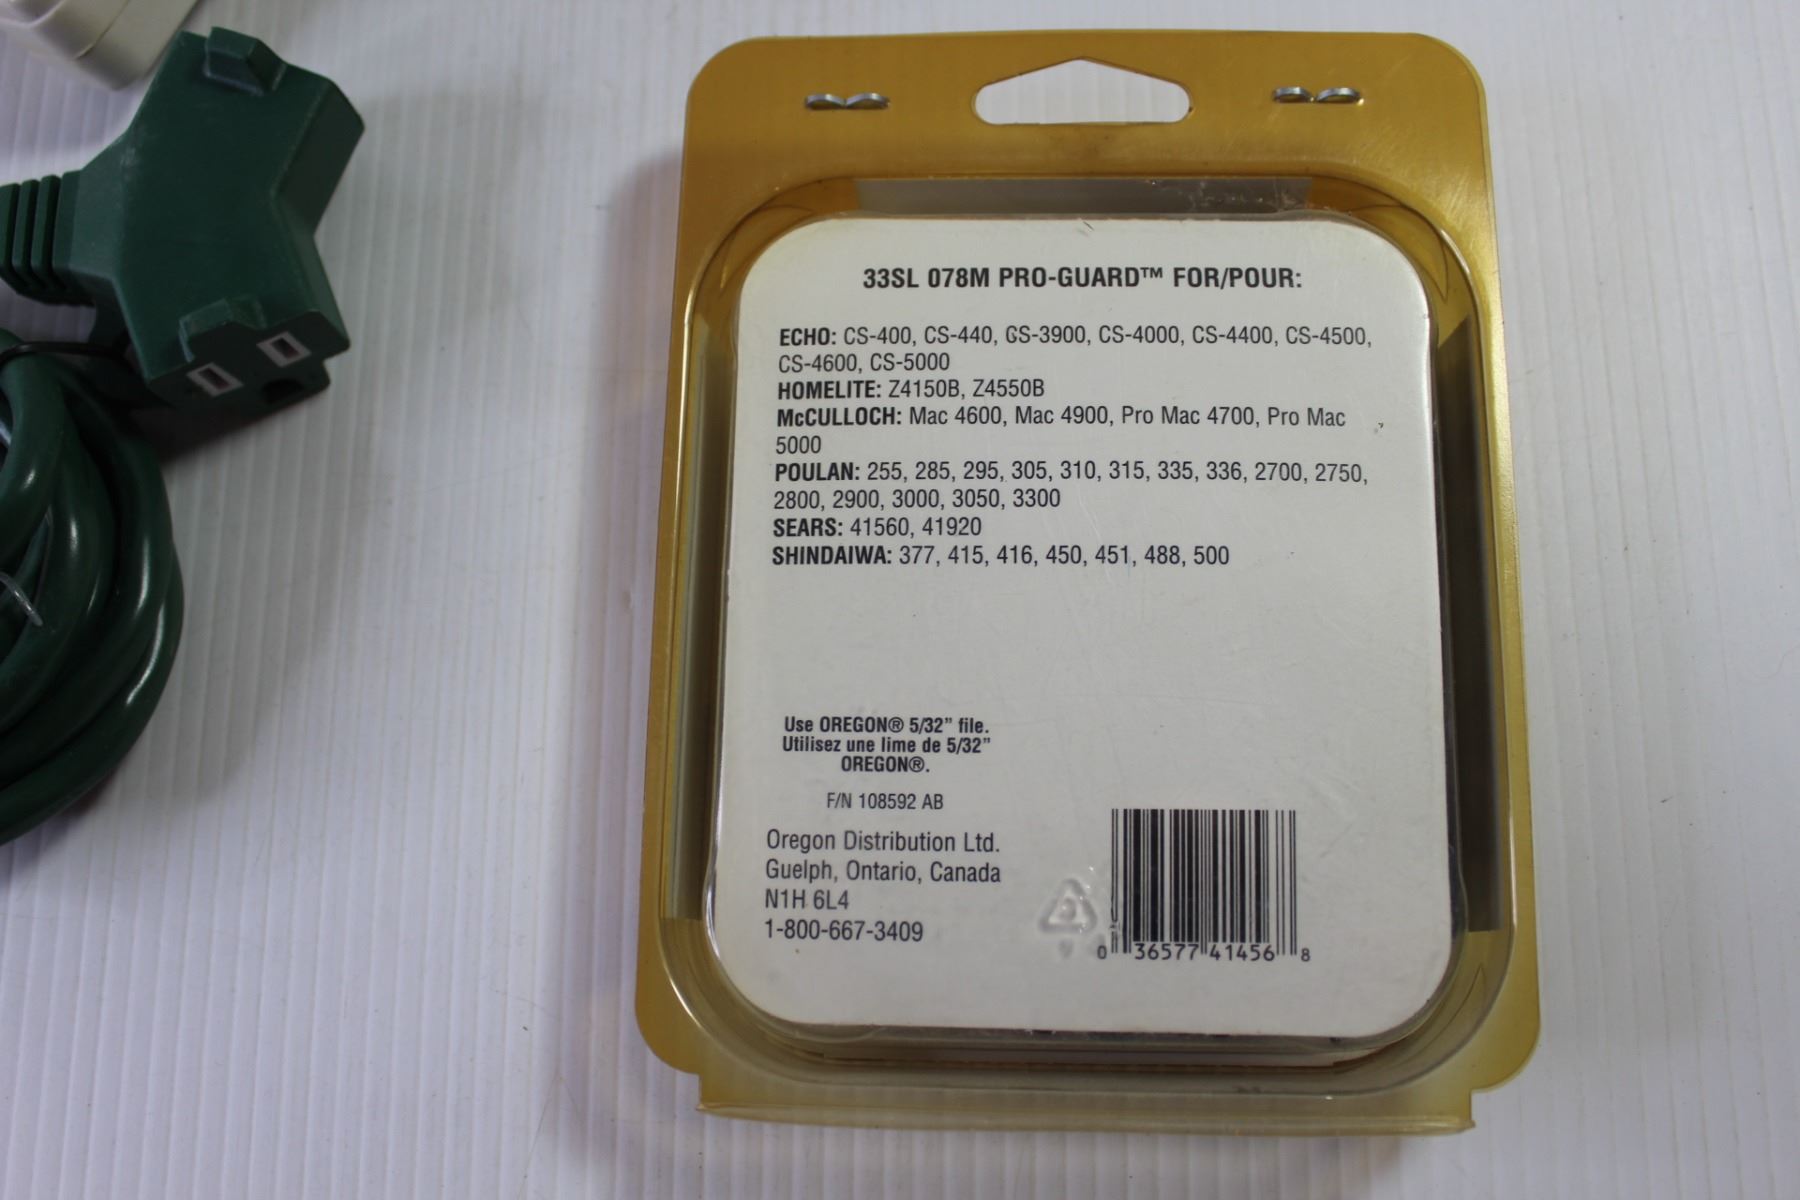 33SL 078M PRO-GUARD™ FOR/POUR:
ECHO: CS-400, CS-440, GS-3900, CS-4000, CS-4400, CS-4500,
CS-4600, CS-5000
HOMELITE: Z4150B, Z4550B
McCULLOCH: Mac 4600, Mac 4900, Pro Mac 4700, Pro Mac
5000
POULAN: 255, 285, 295, 305, 310, 315, 335, 336, 2700, 2750,
2800, 2900, 3000, 3050, 3300
SEARS: 41560, 41920
SHINDAIWA: 377, 415, 416, 450, 451, 488, 500
Use OREGON® 5/32” file.
Utilisez une lime de 5/32”
OREGON®.
F/N 108592 AB
Oregon Distribution Ltd.
Guelph, Ontario, Canada
N1H 6L4
1-800-667-3409
0 36577 41456 8